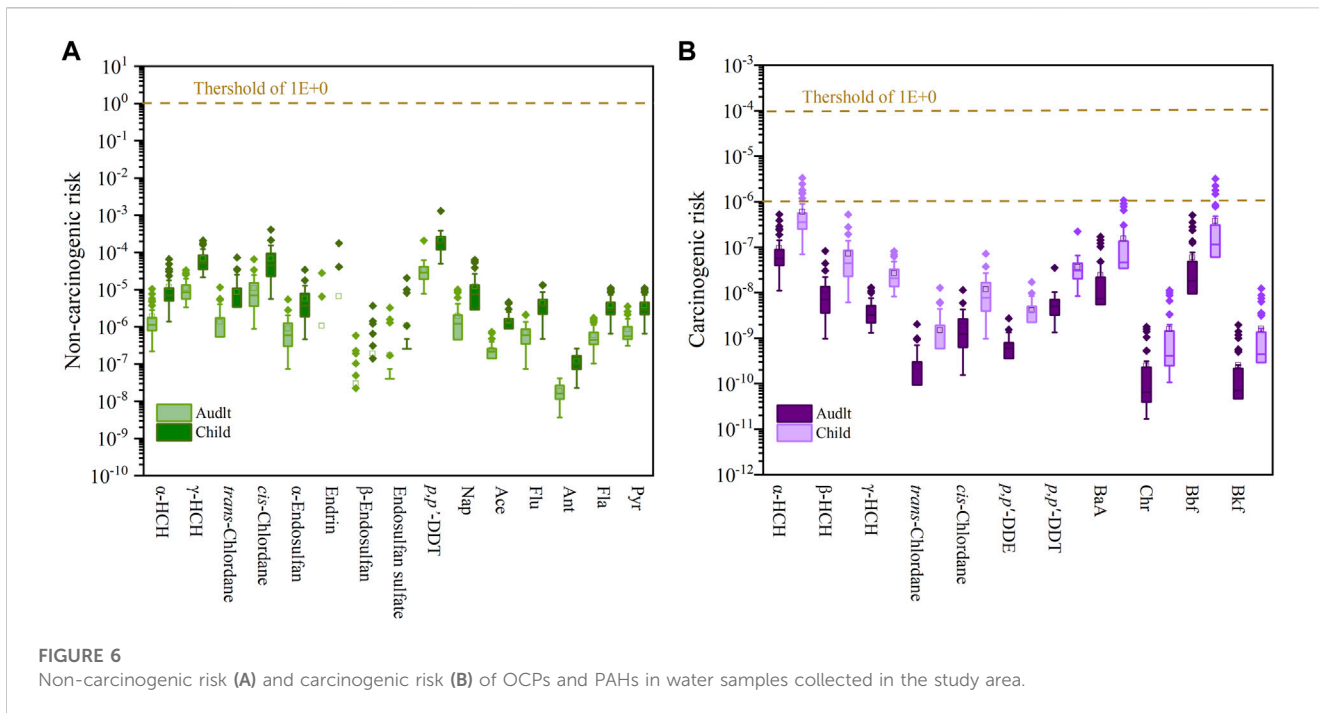 A
Non-carcinogenic risk
10¹
10⁰
10⁻¹
10⁻²
10⁻³
10⁻⁴
10⁻⁵
10⁻⁶
10⁻⁷
10⁻⁸
10⁻⁹
10⁻¹⁰
Thershold of 1E+0
Audlt
Child
α-HCH
γ-HCH
trans-Chlordane
cis-Chlordane
α-Endosulfan
Endrin
β-Endosulfan
Endosulfan sulfate
p,p'-DDT
Nap
Ace
Flu
Ant
Fla
Pyr
B
Carcinogenic risk
10⁻³
10⁻⁴
10⁻⁵
10⁻⁶
10⁻⁷
10⁻⁸
10⁻⁹
10⁻¹⁰
10⁻¹¹
10⁻¹²
Thershold of 1E+0
Audlt
Child
α-HCH
β-HCH
γ-HCH
trans-Chlordane
cis-Chlordane
p,p'-DDE
p,p'-DDT
BaA
Chr
Bbf
Bkf
FIGURE 6
Non-carcinogenic risk (A) and carcinogenic risk (B) of OCPs and PAHs in water samples collected in the study area.